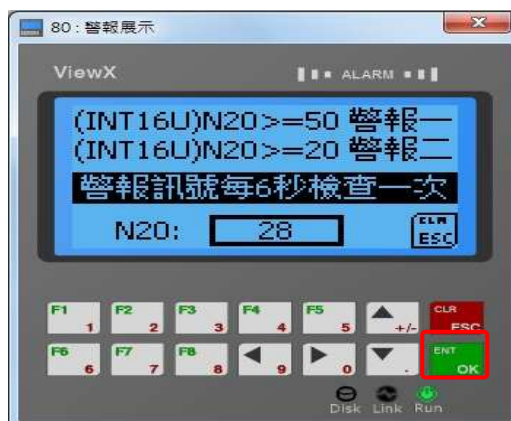 80 : 警報展示
ViewX
ALARM
(INT16U)N20>=50 警報一
(INT16U)N20>=20 警報二
警報訊號每6秒檢查一次
N20: 28 CLR ESC
F1 1 F2 2 F3 3 F4 4 F5 5 +/- CLR ESC
F6 6 F7 7 F8 8 9 0 . ENT OK
Disk Link Run